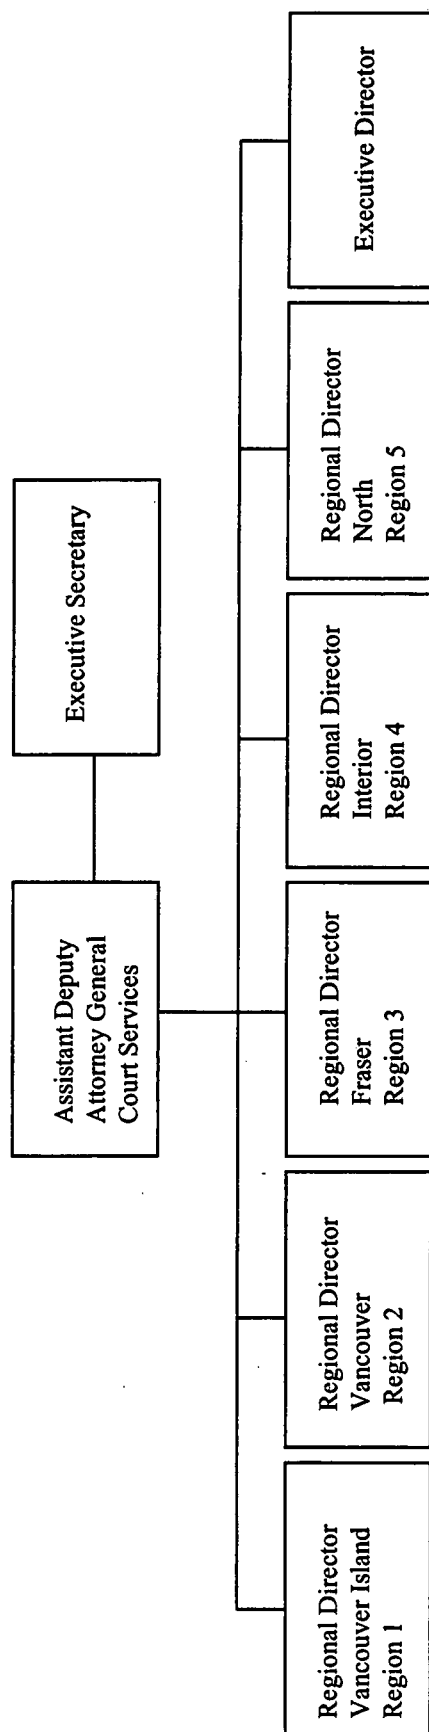 Assistant Deputy
Attorney General
Court Services
Executive Secretary
Regional Director
Vancouver Island
Region 1
Regional Director
Vancouver
Region 2
Regional Director
Fraser
Region 3
Regional Director
Interior
Region 4
Regional Director
North
Region 5
Executive Director